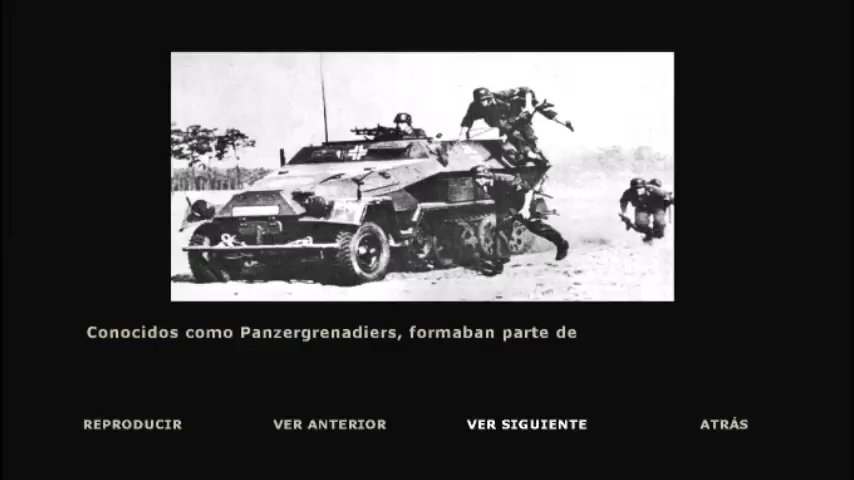 Conocidos como Panzergrenadiers, formaban parte de
REPRODUCIR VER ANTERIOR VER SIGUIENTE ATRÁS